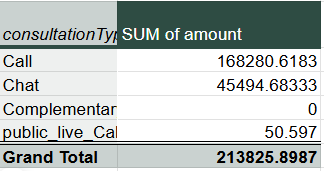 consultationTyp SUM of amount
Call 168280.6183
Chat 45494.68333
Complementar 0
public_live_Cal 50.597
Grand Total 213825.8987